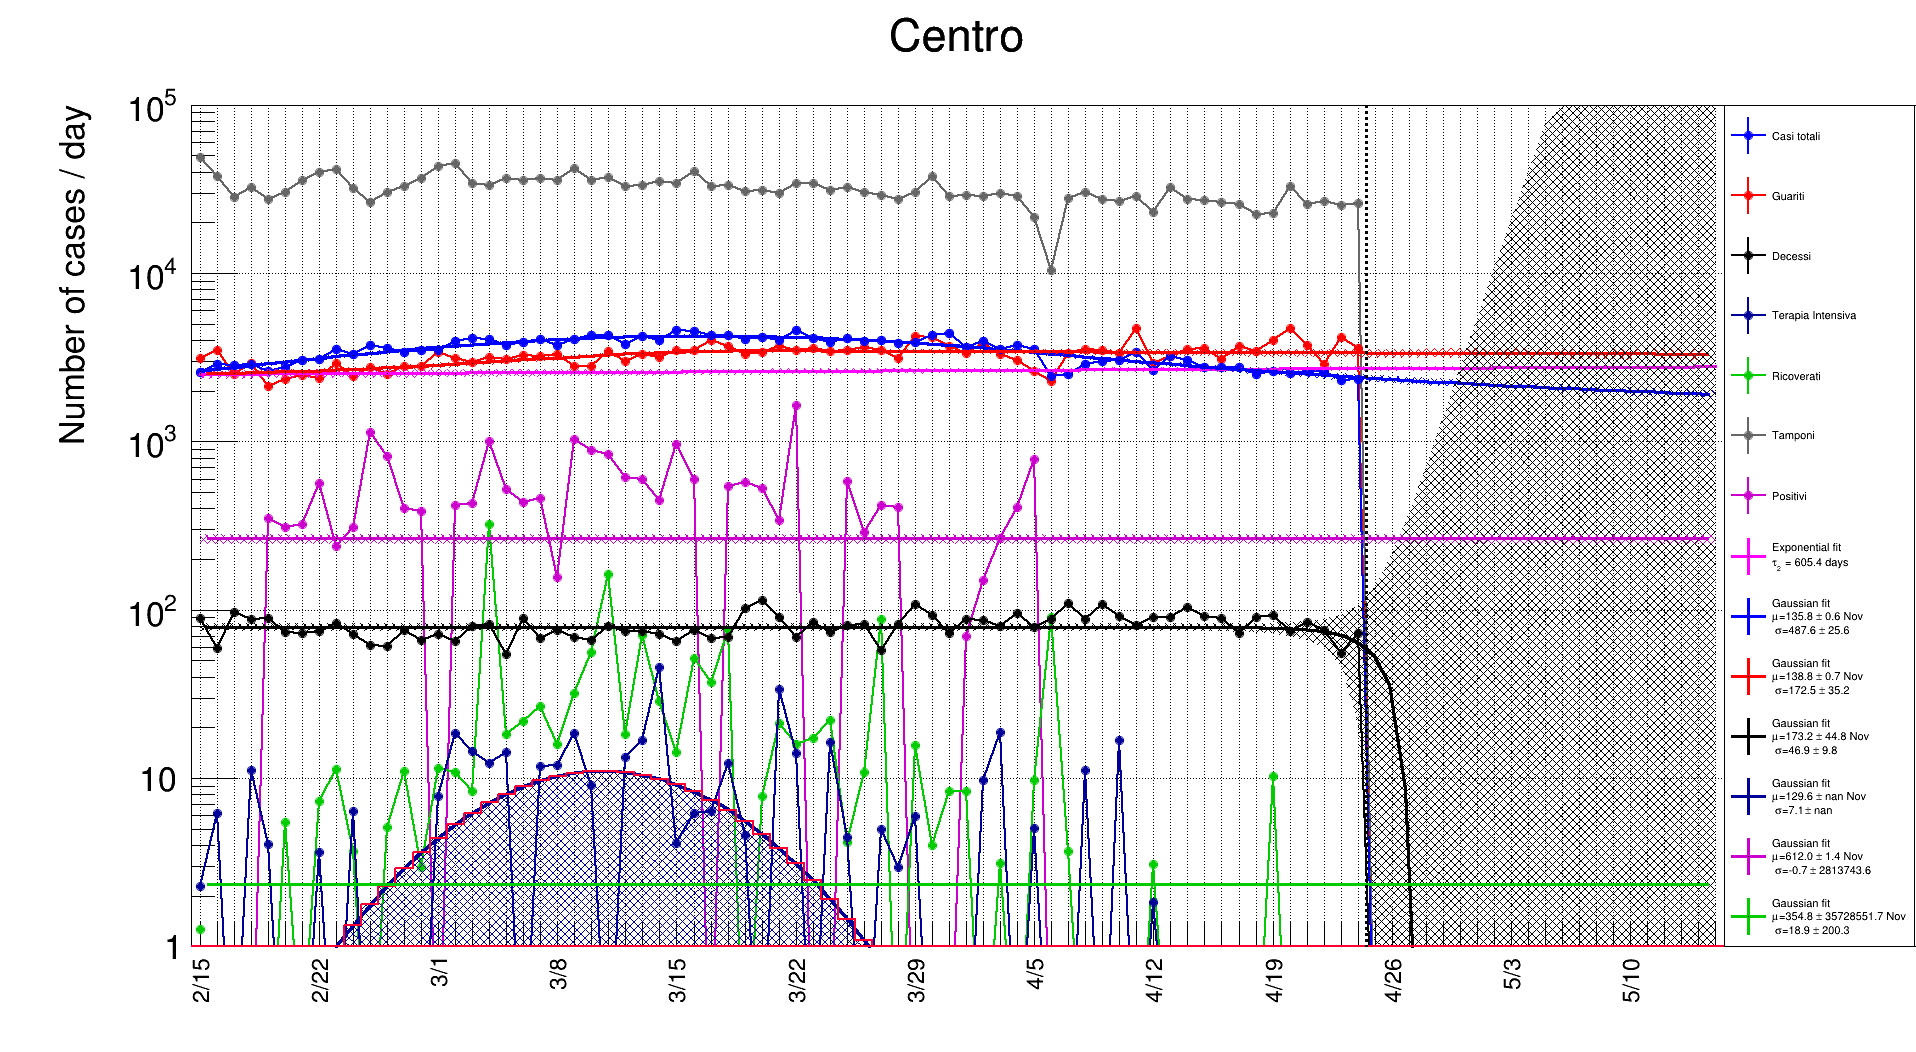 Centro
Number of cases / day
10^5
10^4
10^3
10^2
10
1
2/15 2/22 3/1 3/8 3/15 3/22 3/29 4/5 4/12 4/19 4/26 5/3 5/10
Casi totali
Guariti
Decessi
Terapia Intensiva
Ricoverati
Tamponi
Positivi
Exponential fit
τ_2 = 605.4 days
Gaussian fit
μ=135.8 ± 0.6 Nov
σ=487.6 ± 25.6
Gaussian fit
μ=138.8 ± 0.7 Nov
σ=172.5 ± 35.2
Gaussian fit
μ=173.2 ± 44.8 Nov
σ=46.9 ± 9.8
Gaussian fit
μ=129.6 ± nan Nov
σ=7.1 ± nan
Gaussian fit
μ=612.0 ± 1.4 Nov
σ=-0.7 ± 2813743.6
Gaussian fit
μ=354.8 ± 35728551.7 Nov
σ=18.9 ± 200.3